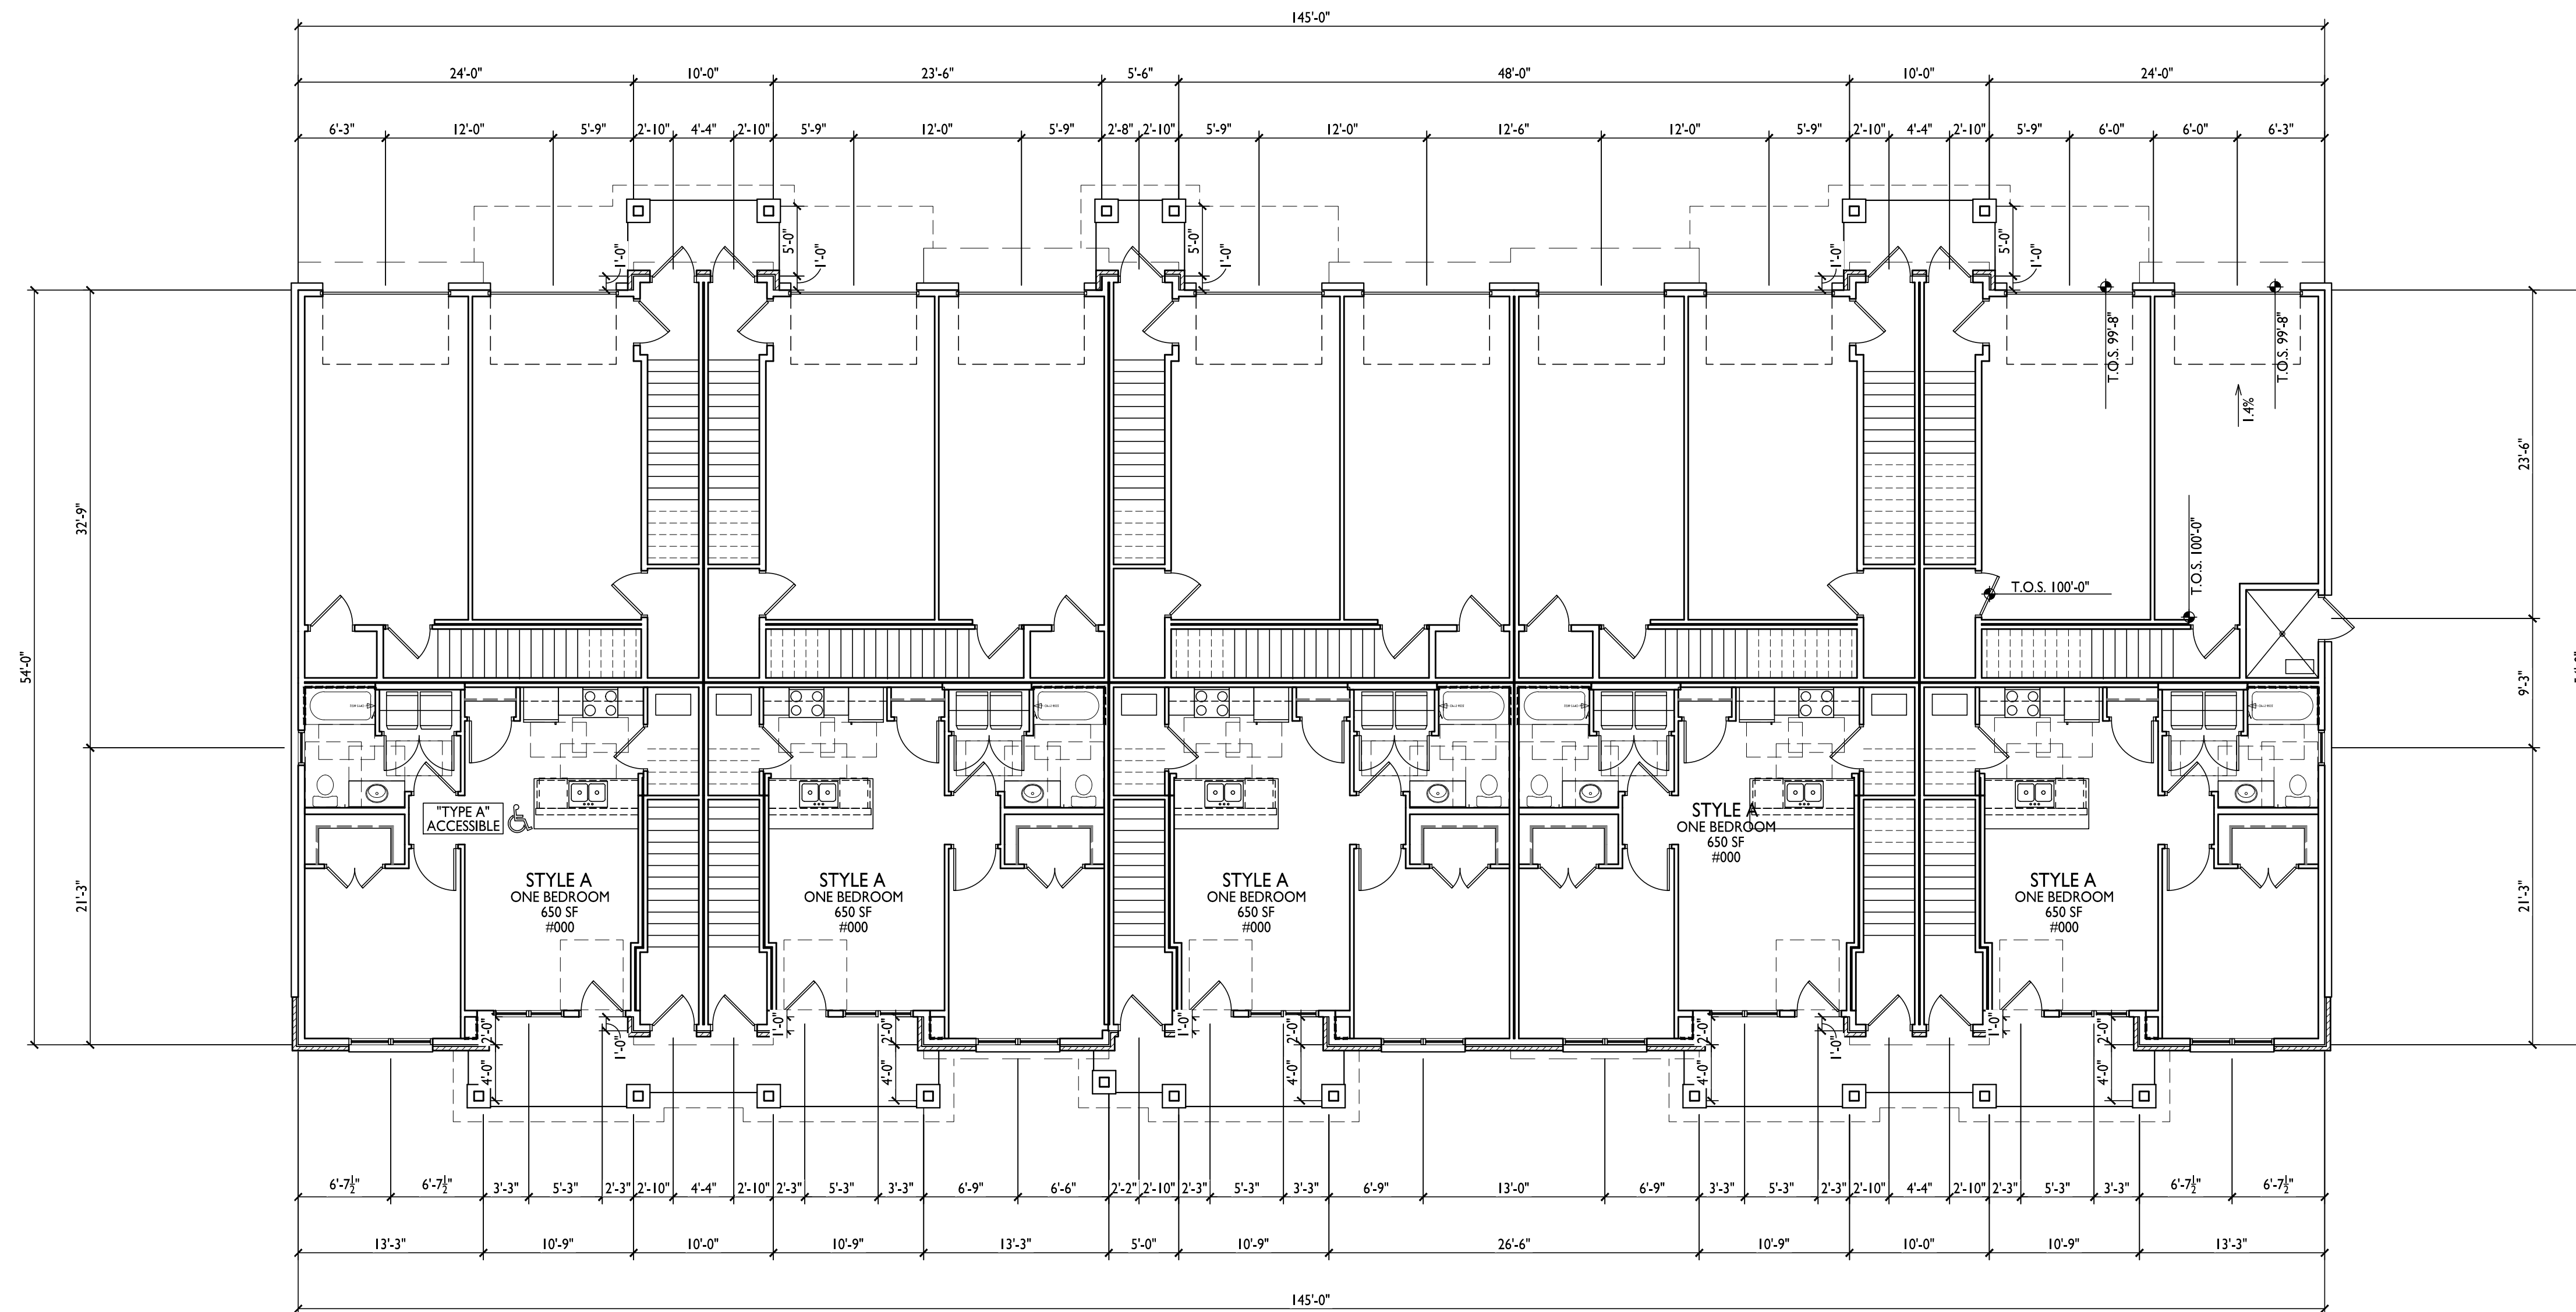 145'-0"
24'-0" 10'-0" 23'-6" 5'-6" 48'-0" 10'-0" 24'-0"
6'-3" 12'-0" 5'-9" 2'-10" 4'-4" 2'-10" 5'-9" 12'-0" 5'-9" 2'-8" 2'-10" 5'-9" 12'-0" 12'-6" 12'-0" 5'-9" 2'-10" 4'-4" 2'-10" 5'-9" 6'-0" 6'-0" 6'-3"
1'-0" 5'-0" 1'-0" 5'-0" 1'-0" 1'-0" 5'-0" 1'-0"
T.O.S. 99'-8" T.O.S. 99'-8"
1.4%
32'-9" 23'-6"
T.O.S. 100'-0"
T.O.S. 100'-0"
54'-0" 9'-3"
"TYPE A"
ACCESSIBLE
STYLE A
ONE BEDROOM
650 SF
#000
STYLE A
ONE BEDROOM
650 SF
#000
STYLE A
ONE BEDROOM
650 SF
#000
STYLE A
ONE BEDROOM
650 SF
#000
STYLE A
ONE BEDROOM
650 SF
#000
21'-3" 21'-3"
2'-0" 1'-0" 1'-0" 2'-0" 1'-0" 2'-0" 2'-0" 1'-0" 1'-0" 2'-0"
4'-0" 4'-0" 4'-0" 4'-0" 4'-0"
6'-7½" 6'-7½" 3'-3" 5'-3" 2'-3" 2'-10" 4'-4" 2'-10" 2'-3" 5'-3" 3'-3" 6'-9" 6'-6" 2'-2" 2'-10" 2'-3" 5'-3" 3'-3" 6'-9" 13'-0" 6'-9" 3'-3" 5'-3" 2'-3" 2'-10" 4'-4" 2'-10" 2'-3" 5'-3" 3'-3" 6'-7½" 6'-7½"
13'-3" 10'-9" 10'-0" 10'-9" 13'-3" 5'-0" 10'-9" 26'-6" 10'-9" 10'-0" 10'-9" 13'-3"
145'-0"